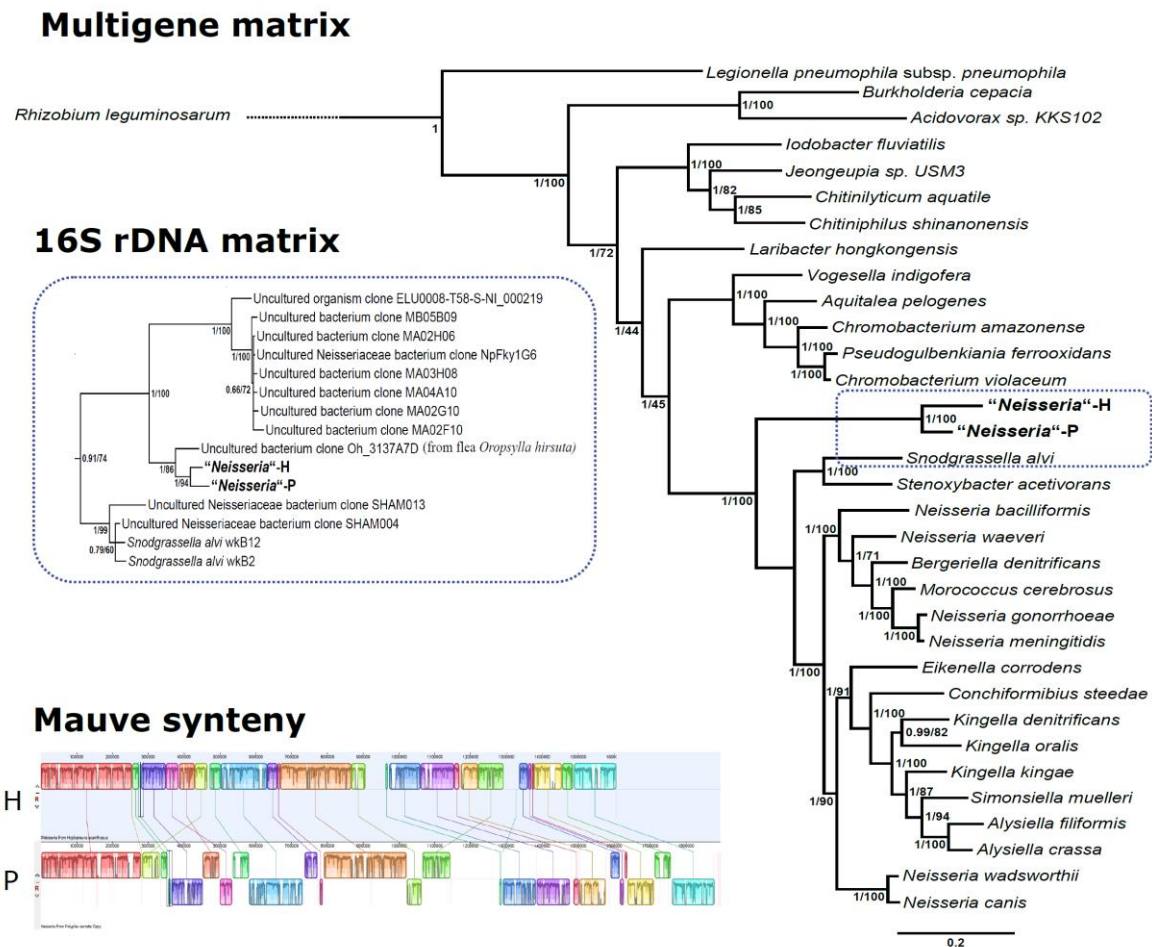 Multigene matrix
Legionella pneumophila subsp. pneumophila
Rhizobium leguminosarum
Burkholderia cepacia
1/100
Acidovorax sp. KKS102
1
Iodobacter fluviatilis
1/100
Jeongeupia sp. USM3
1/100
1/82
Chitinilyticum aquatile
1/85
Chitiniphilus shinanonensis
1/72
Laribacter hongkongensis
Vogesella indigofera
1/100
Aquitalea pelogenes
1/100
Chromobacterium amazonense
1/44
1/100
Pseudogulbenkiania ferrooxidans
1/100
Chromobacterium violaceum
1/45
"Neisseria"-H
1/100
"Neisseria"-P
Snodgrassella alvi
1/100
Stenoxybacter acetivorans
1/100
Neisseria bacilliformis
1/100
Neisseria waeveri
1/71
Bergeriella denitrificans
1/100
Morococcus cerebrosus
1/100
Neisseria gonorrhoeae
1/100
Neisseria meningitidis
1/100
Eikenella corrodens
1/91
Conchiformibius steedae
1/100
Kingella denitrificans
0.99/82
Kingella oralis
1/100
Kingella kingae
1/87
Simonsiella muelleri
1/90
1/94
Alysiella filiformis
1/100
Alysiella crassa
Neisseria wadsworthii
1/100
Neisseria canis
0.2
16S rDNA matrix
Uncultured organism clone ELU0008-T58-S-NI_000219
1/100
Uncultured bacterium clone MB05B09
Uncultured bacterium clone MA02H06
1/100
Uncultured Neisseriaceae bacterium clone NpFky1G6
Uncultured bacterium clone MA03H08
0.66/72
Uncultured bacterium clone MA04A10
1/100
Uncultured bacterium clone MA02G10
Uncultured bacterium clone MA02F10
Uncultured bacterium clone Oh_3137A7D (from flea Oropsylla hirsuta)
0.91/74
1/86
"Neisseria"-H
1/94
"Neisseria"-P
Uncultured Neisseriaceae bacterium clone SHAM013
1/99
Uncultured Neisseriaceae bacterium clone SHAM004
0.79/60
Snodgrassella alvi wkB12
Snodgrassella alvi wkB2
Mauve synteny
H
P